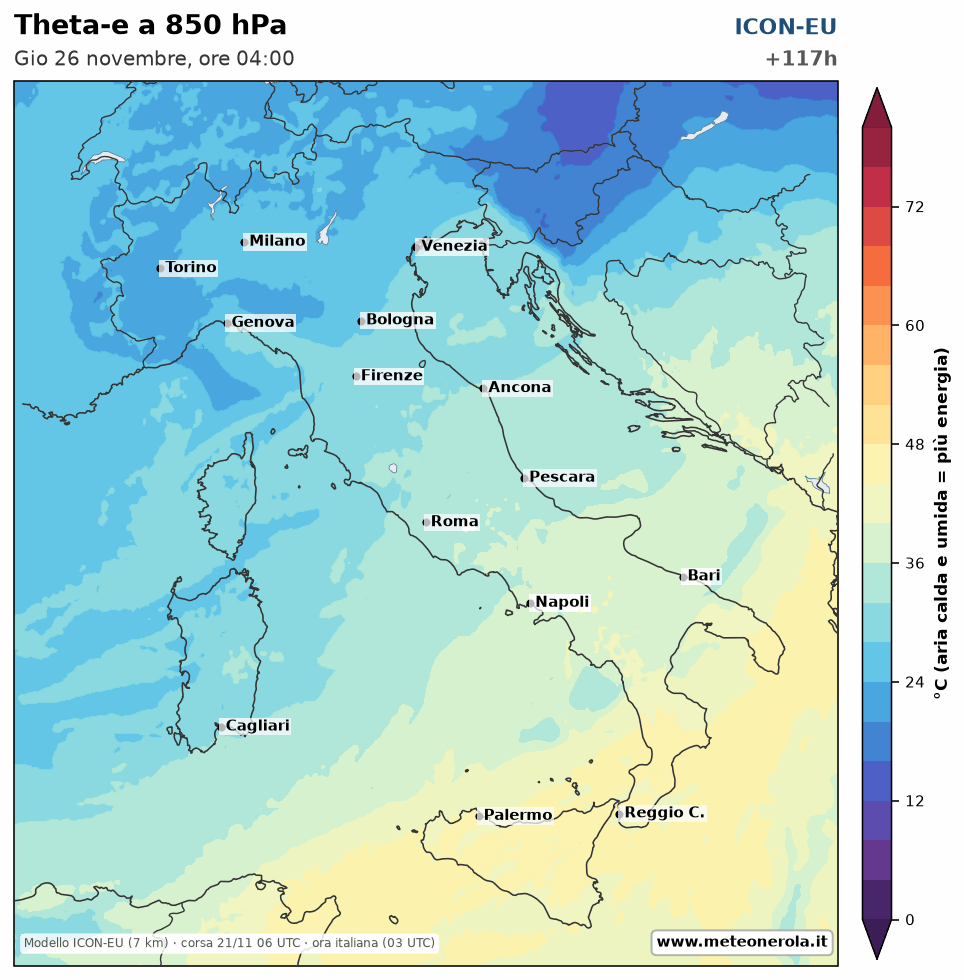 Theta-e a 850 hPa
ICON-EU
Gio 26 novembre, ore 04:00
+117h
Milano
Venezia
Torino
Genova
Bologna
Firenze
Ancona
Pescara
Roma
Bari
Napoli
Cagliari
Palermo
Reggio C.
72
60
48
36
24
12
0
°C (aria calda e umida = più energia)
Modello ICON-EU (7 km) · corsa 21/11 06 UTC · ora italiana (03 UTC)
www.meteonerola.it